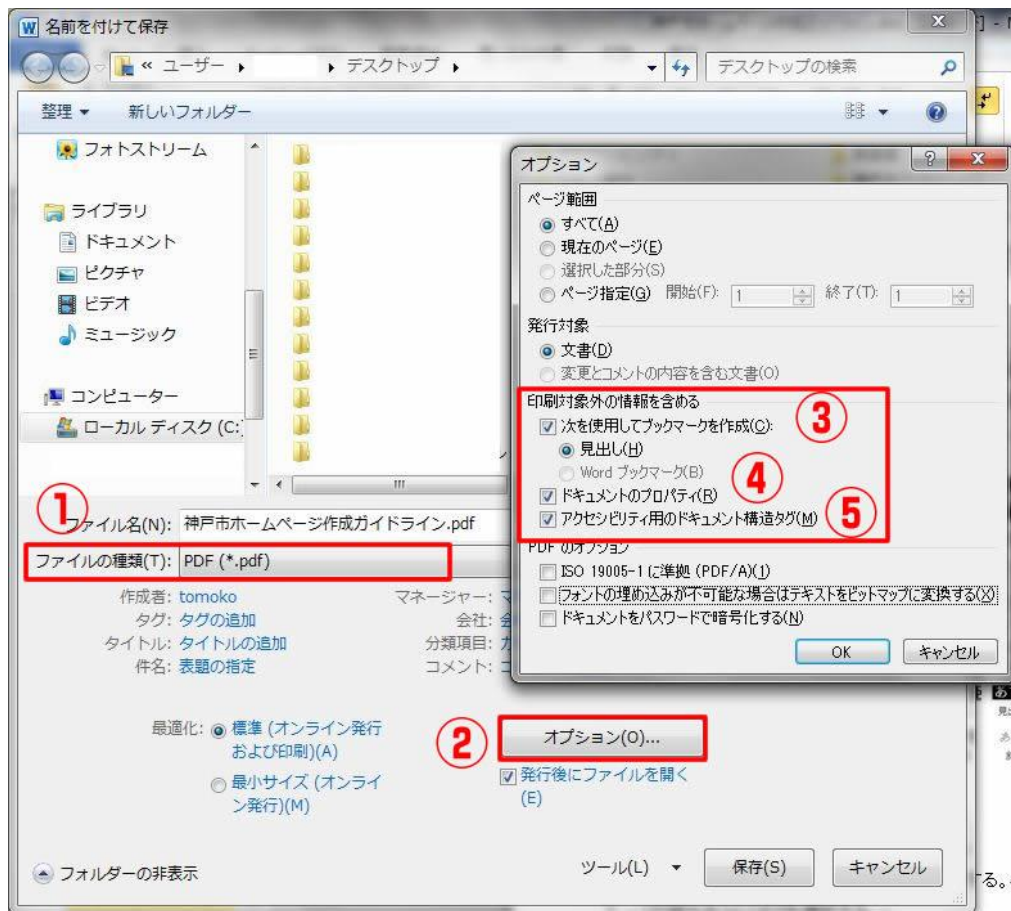 名前を付けて保存
« ユーザー ▸ ▸ デスクトップ ▸
デスクトップの検索
整理 ▼ 新しいフォルダー
フォトストリーム
ライブラリ
ドキュメント
ピクチャ
ビデオ
ミュージック
コンピューター
ローカル ディスク (C:
①
ファイル名(N): 神戸市ホームページ作成ガイドライン.pdf
ファイルの種類(T): PDF (*.pdf)
作成者: tomoko マネージャー:
タグ: タグの追加 会社:
タイトル: タイトルの追加 分類項目:
件名: 表題の指定 コメント:
最適化: 標準 (オンライン発行
および印刷)(A)
最小サイズ (オンライ
ン発行)(M)
②
オプション(O)...
発行後にファイルを開く
(E)
フォルダーの非表示
ツール(L) ▼ 保存(S) キャンセル
オプション
ページ範囲
すべて(A)
現在のページ(E)
選択した部分(S)
ページ指定(G) 開始(F): 1 終了(T): 1
発行対象
文書(D)
変更とコメントの内容を含む文書(O)
印刷対象外の情報を含める
次を使用してブックマークを作成(C): ③
見出し(H)
Word ブックマーク(B)
ドキュメントのプロパティ(R) ④
アクセシビリティ用のドキュメント構造タグ(M) ⑤
PDF のオプション
ISO 19005-1 に準拠 (PDF/A)(1)
フォントの埋め込みが不可能な場合はテキストをビットマップに変換する(X)
ドキュメントをパスワードで暗号化する(N)
OK キャンセル
する。